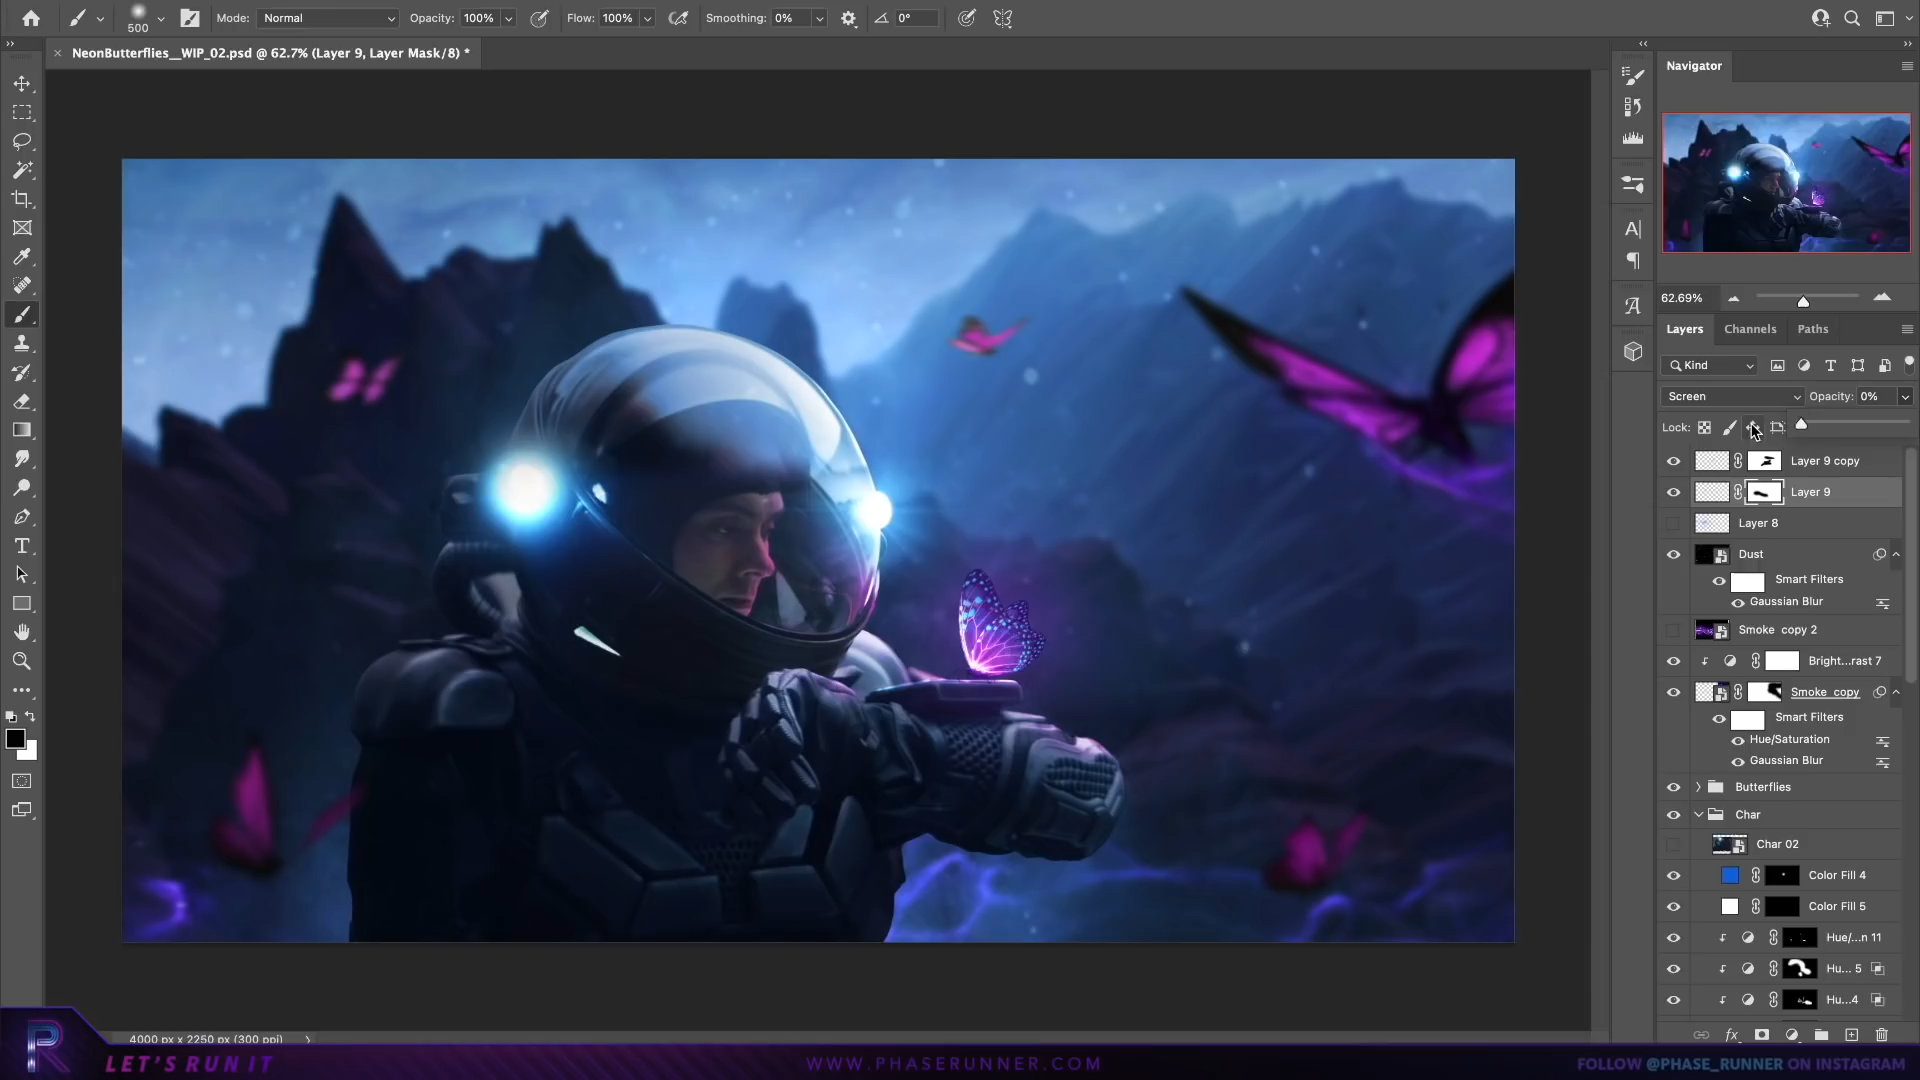 500
Mode: Normal
Opacity: 100%
Flow: 100%
Smoothing: 0%
0°
NeonButterflies__WIP_02.psd @ 62.7% (Layer 9, Layer Mask/8) *
Navigator
62.69%
Layers Channels Paths
Kind
Screen
Opacity: 0%
Lock:
Layer 9 copy
Layer 9
Layer 8
Dust
Smart Filters
Gaussian Blur
Smoke copy 2
Bright...rast 7
Smoke copy
Smart Filters
Hue/Saturation
Gaussian Blur
Butterflies
Char
Char 02
Color Fill 4
Color Fill 5
Hue/...n 11
Hu... 5
Hu...4
fx
4000 px x 2250 px (300 ppi)
R
LET'S RUN IT
WWW.PHASERUNNER.COM
FOLLOW @PHASE_RUNNER ON INSTAGRAM